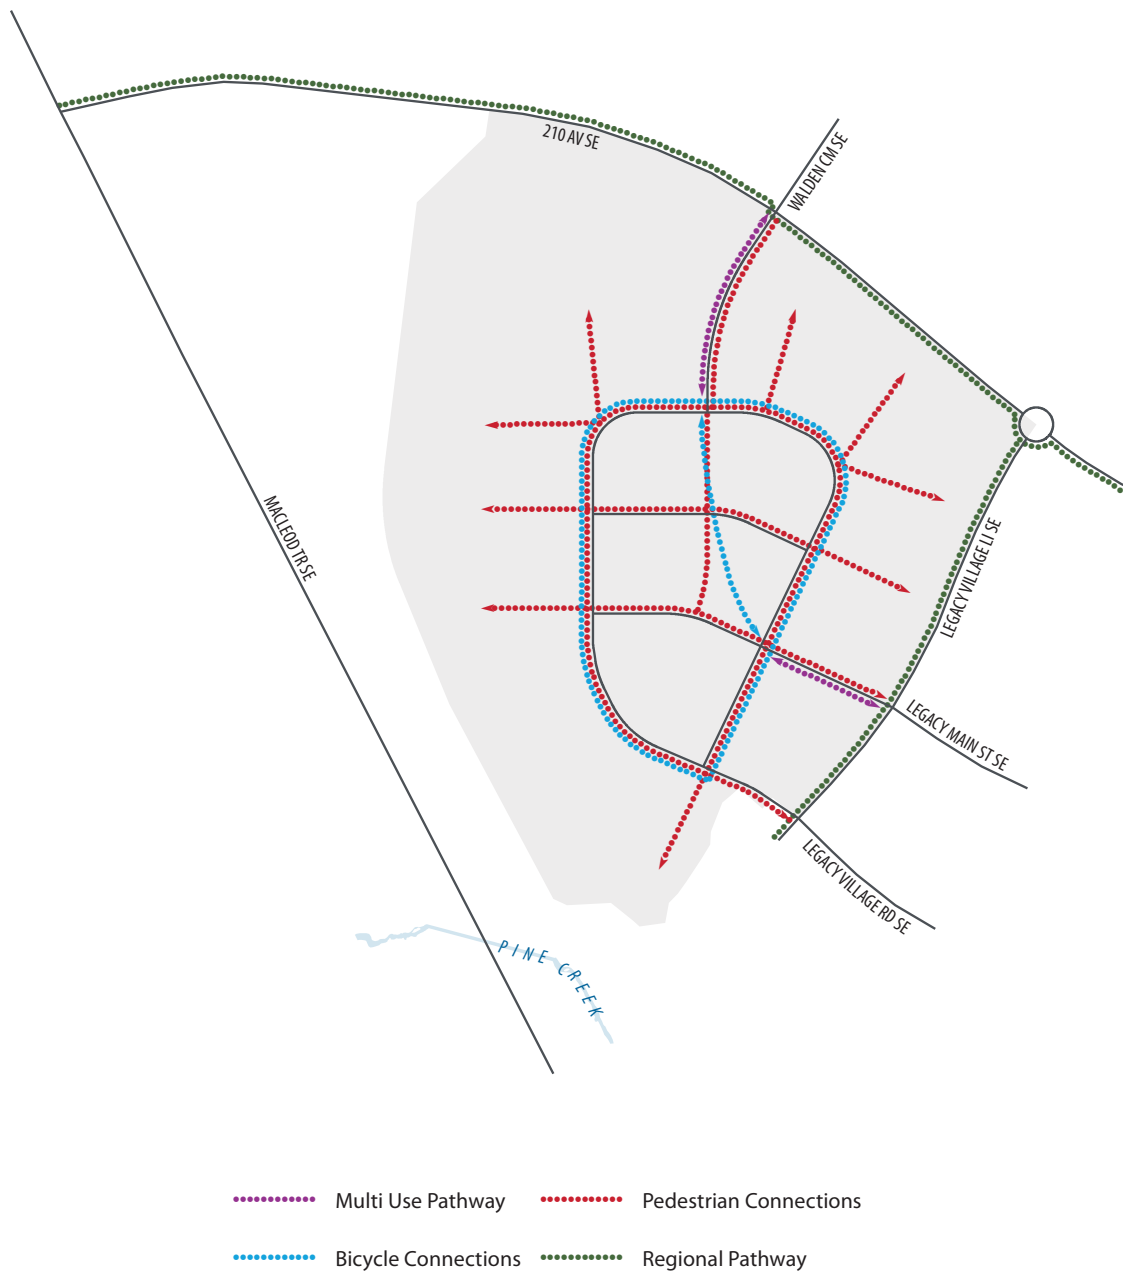 210 AV SE
WALDEN CM SE
MACLEOD TR SE
LEGACY VILLAGE LI SE
LEGACY MAIN ST SE
LEGACY VILLAGE RD SE
PINE CREEK
Multi Use Pathway
Pedestrian Connections
Bicycle Connections
Regional Pathway